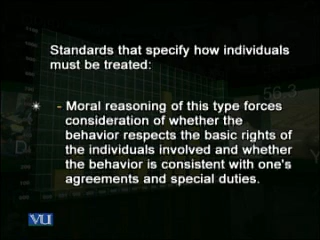 Standards that specify how individuals
must be treated:
✴ - Moral reasoning of this type forces
consideration of whether the
behavior respects the basic rights of
the individuals involved and whether
the behavior is consistent with one's
agreements and special duties.
VU